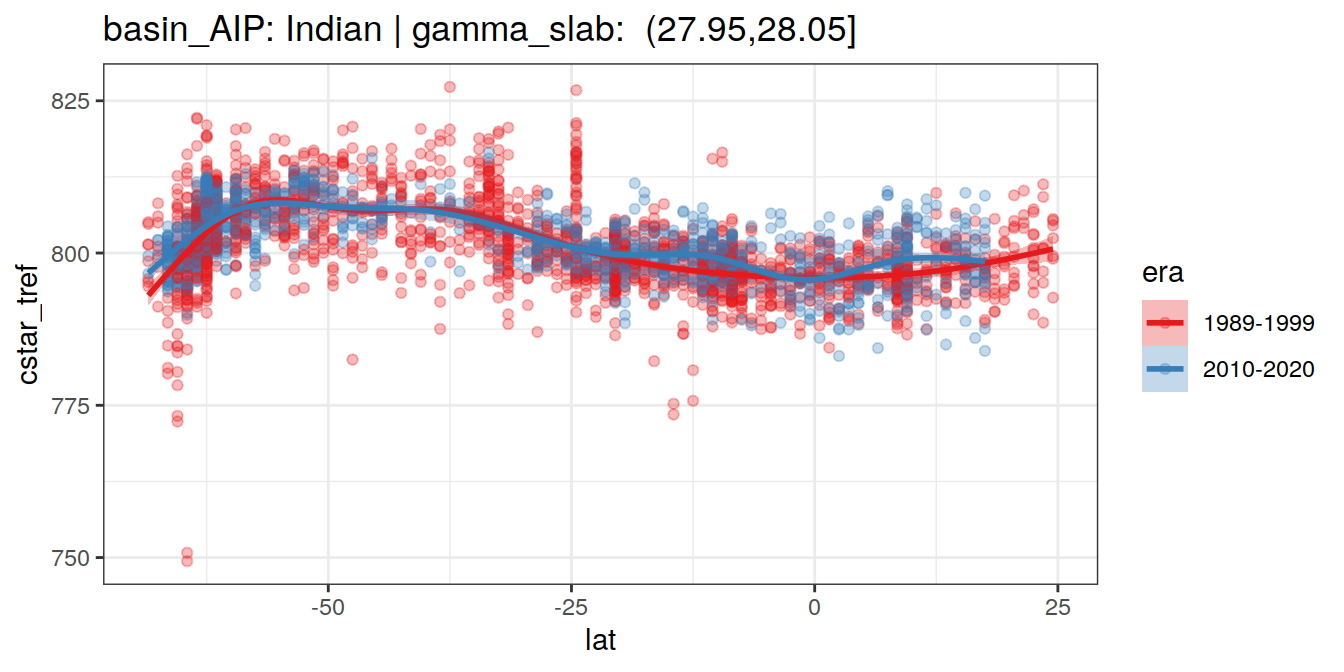 basin_AIP: Indian | gamma_slab:  (27.95,28.05]
825
800
775
750
cstar_tref
-50
-25
0
25
lat
era
1989-1999
2010-2020